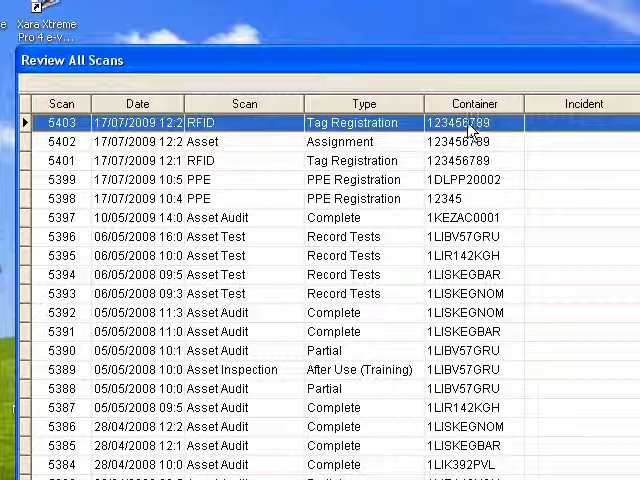 Xara Xtreme
Pro 4 e-v....
Review All Scans
Scan Date Scan Type Container Incident
5403 17/07/2009 12:2 RFID Tag Registration 123456789
5402 17/07/2009 12:2 Asset Assignment 123456789
5401 17/07/2009 12:1 RFID Tag Registration 123456789
5399 17/07/2009 10:5 PPE PPE Registration 1DLPP20002
5398 17/07/2009 10:4 PPE PPE Registration 12345
5397 10/05/2009 14:0 Asset Audit Complete 1KEZAC0001
5396 06/05/2008 16:0 Asset Test Record Tests 1LIBV57GRU
5395 06/05/2008 10:0 Asset Test Record Tests 1LIR142KGH
5394 06/05/2008 09:5 Asset Test Record Tests 1LISKEGBAR
5393 06/05/2008 09:3 Asset Test Record Tests 1LISKEGNOM
5392 05/05/2008 11:3 Asset Audit Complete 1LISKEGNOM
5391 05/05/2008 11:0 Asset Audit Complete 1LISKEGBAR
5390 05/05/2008 10:1 Asset Audit Partial 1LIBV57GRU
5389 05/05/2008 10:0 Asset Inspection After Use (Training) 1LIBV57GRU
5388 05/05/2008 10:0 Asset Audit Partial 1LIBV57GRU
5387 05/05/2008 09:5 Asset Audit Complete 1LIR142KGH
5386 28/04/2008 12:2 Asset Audit Complete 1LISKEGNOM
5385 28/04/2008 12:1 Asset Audit Complete 1LISKEGBAR
5384 28/04/2008 10:0 Asset Audit Complete 1LIK392PVL